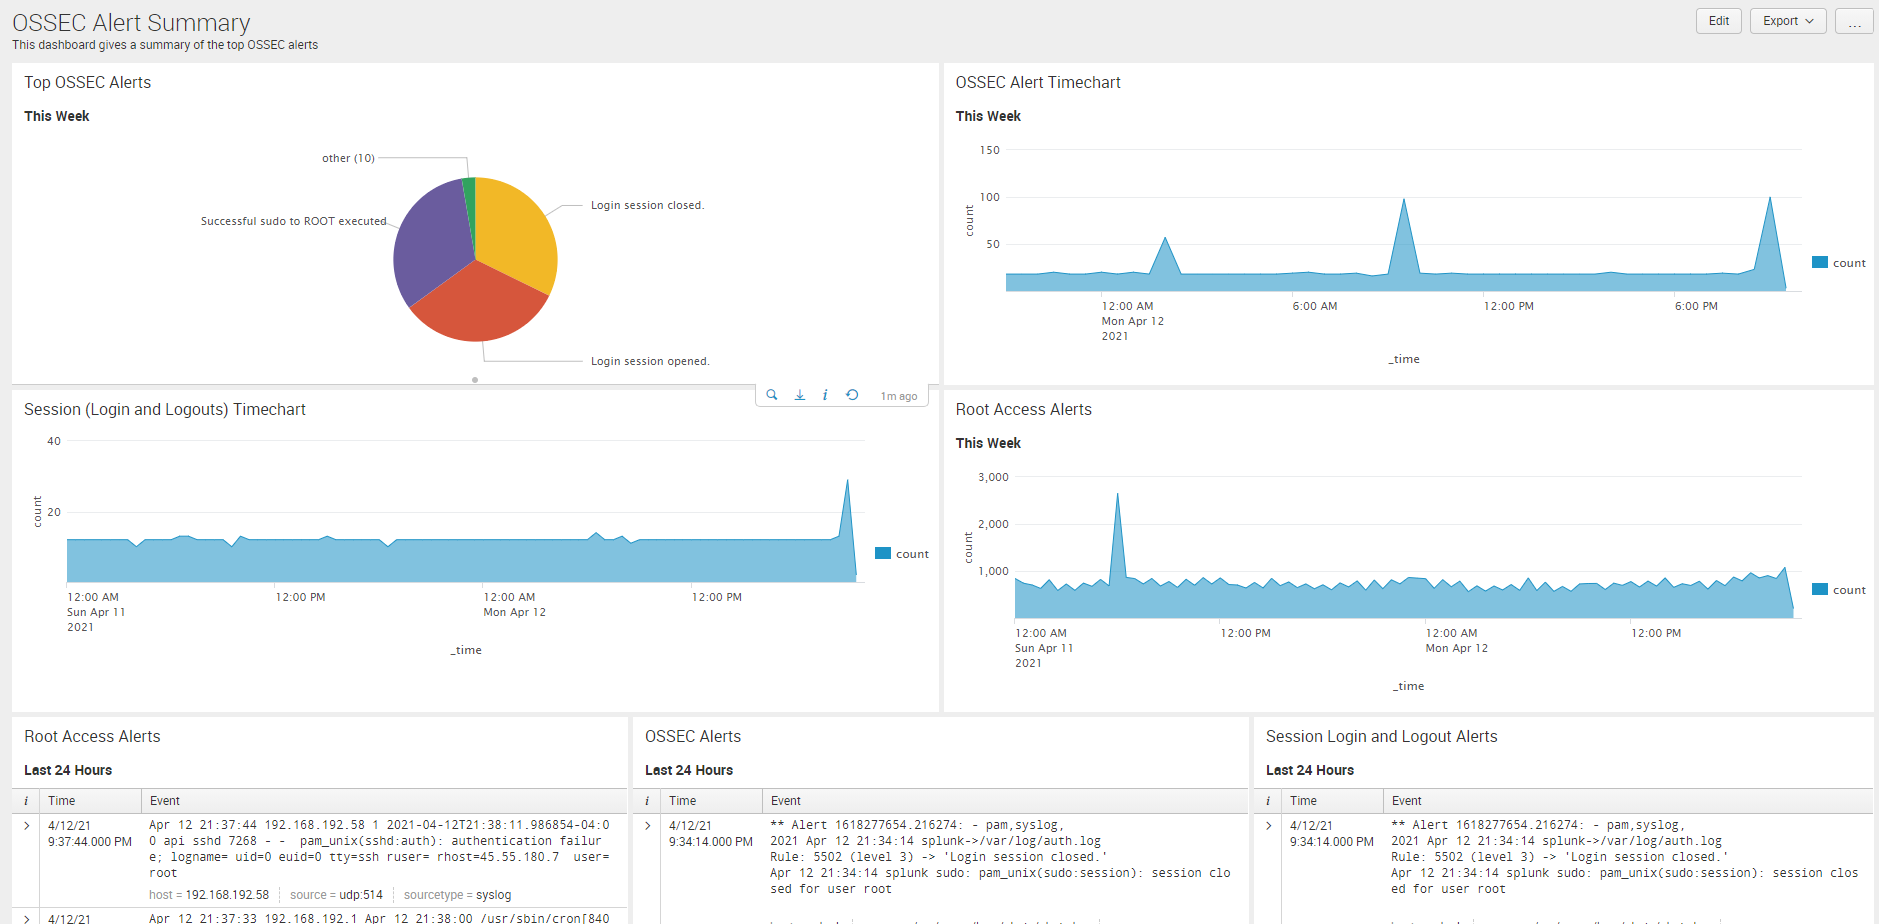 OSSEC Alert Summary
This dashboard gives a summary of the top OSSEC alerts
Edit
Export
...
Top OSSEC Alerts
This Week
other (10)
Login session closed.
Successful sudo to ROOT executed
Login session opened.
1m ago
OSSEC Alert Timechart
This Week
150
100
50
count
12:00 AM
Mon Apr 12
2021
6:00 AM
12:00 PM
6:00 PM
_time
count
Session (Login and Logouts) Timechart
40
20
count
12:00 AM
Sun Apr 11
2021
12:00 PM
12:00 AM
Mon Apr 12
12:00 PM
_time
count
Root Access Alerts
This Week
3,000
2,000
1,000
count
12:00 AM
Sun Apr 11
2021
12:00 PM
12:00 AM
Mon Apr 12
12:00 PM
_time
count
Root Access Alerts
Last 24 Hours
i Time Event
4/12/21
9:37:44.000 PM
Apr 12 21:37:44 192.168.192.58 1 2021-04-12T21:38:11.986854-04:0
0 api sshd 7268 - - pam_unix(sshd:auth): authentication failur
e; logname= uid=0 euid=0 tty=ssh ruser= rhost=45.55.180.7 user=
root
host = 192.168.192.58 source = udp:514 sourcetype = syslog
4/12/21
Apr 12 21:37:33 192.168.192.1 Apr 12 21:38:00 /usr/sbin/cron[840
OSSEC Alerts
Last 24 Hours
i Time Event
4/12/21
9:34:14.000 PM
** Alert 1618277654.216274: - pam,syslog,
2021 Apr 12 21:34:14 splunk->/var/log/auth.log
Rule: 5502 (level 3) -> 'Login session closed.'
Apr 12 21:34:14 splunk sudo: pam_unix(sudo:session): session clo
sed for user root
Session Login and Logout Alerts
Last 24 Hours
i Time Event
4/12/21
9:34:14.000 PM
** Alert 1618277654.216274: - pam,syslog,
2021 Apr 12 21:34:14 splunk->/var/log/auth.log
Rule: 5502 (level 3) -> 'Login session closed.'
Apr 12 21:34:14 splunk sudo: pam_unix(sudo:session): session clos
ed for user root